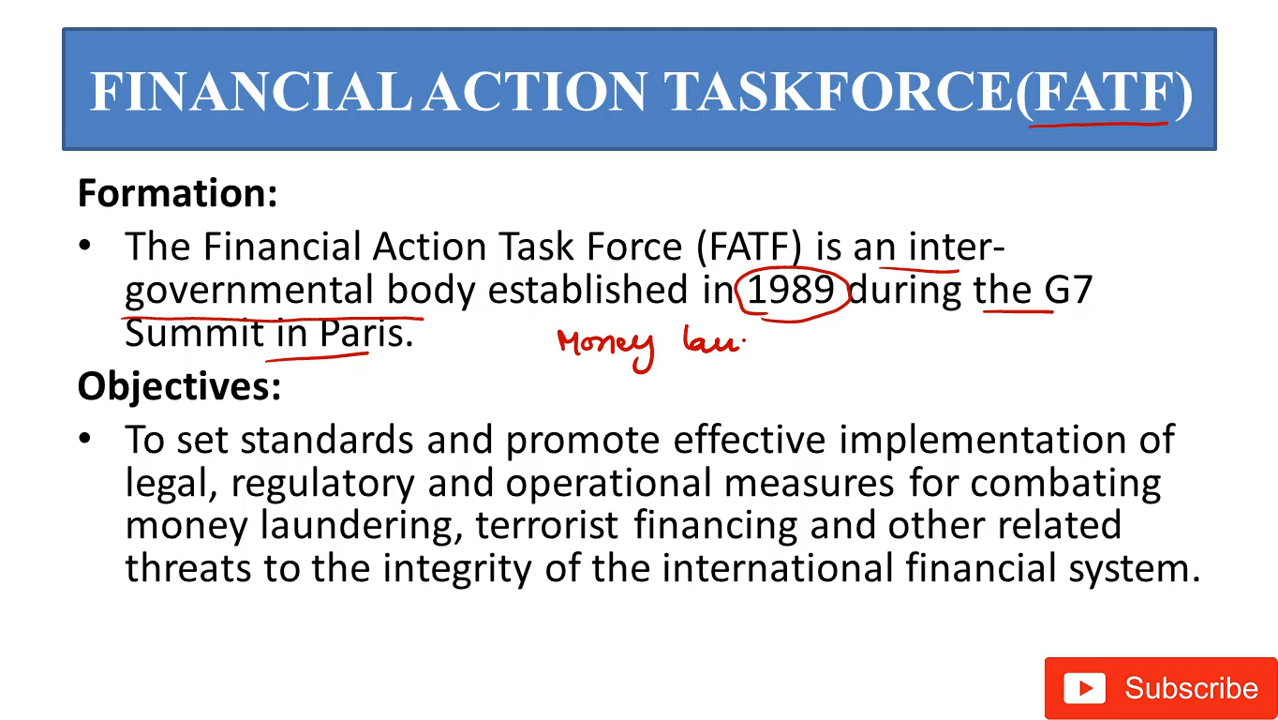 FINANCIAL ACTION TASKFORCE(FATF)
Formation:
• The Financial Action Task Force (FATF) is an inter-
governmental body established in 1989 during the G7
Summit in Paris.
Money lau
Objectives:
• To set standards and promote effective implementation of
legal, regulatory and operational measures for combating
money laundering, terrorist financing and other related
threats to the integrity of the international financial system.
Subscribe